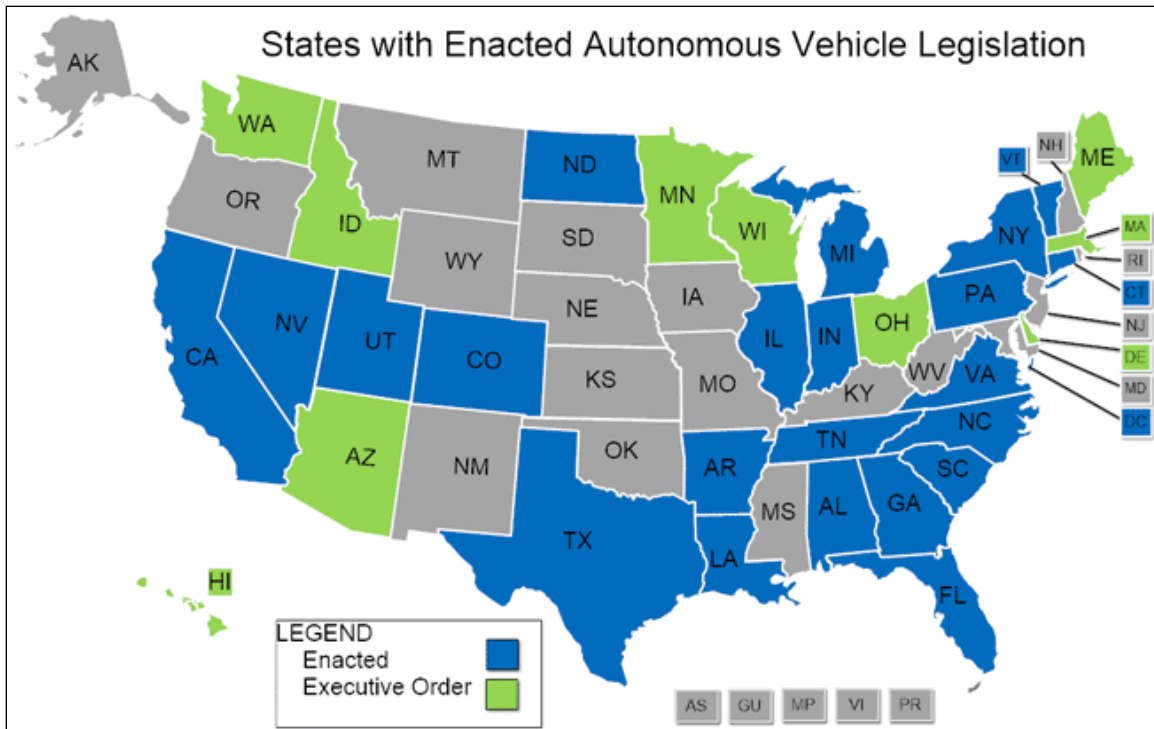 States with Enacted Autonomous Vehicle Legislation
AK
WA
MT
ND
MN
VT
NH
ME
OR
ID
SD
WI
MI
NY
MA
WY
RI
IA
PA
CT
NE
NV
UT
IL
IN
OH
NJ
CA
CO
DE
KS
MO
KY
WV
VA
MD
DC
TN
NC
AZ
NM
OK
AR
SC
MS
AL
GA
TX
LA
FL
HI
LEGEND
Enacted
Executive Order
AS
GU
MP
VI
PR